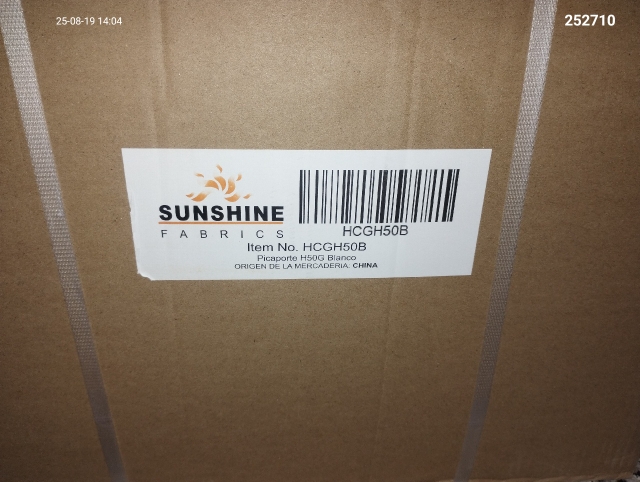 25-08-19 14:04
252710
SUNSHINE
FABRICS
HCGH50B
Item No. HCGH50B
Picaporte H50G Blanco
ORIGEN DE LA MERCADERIA: CHINA